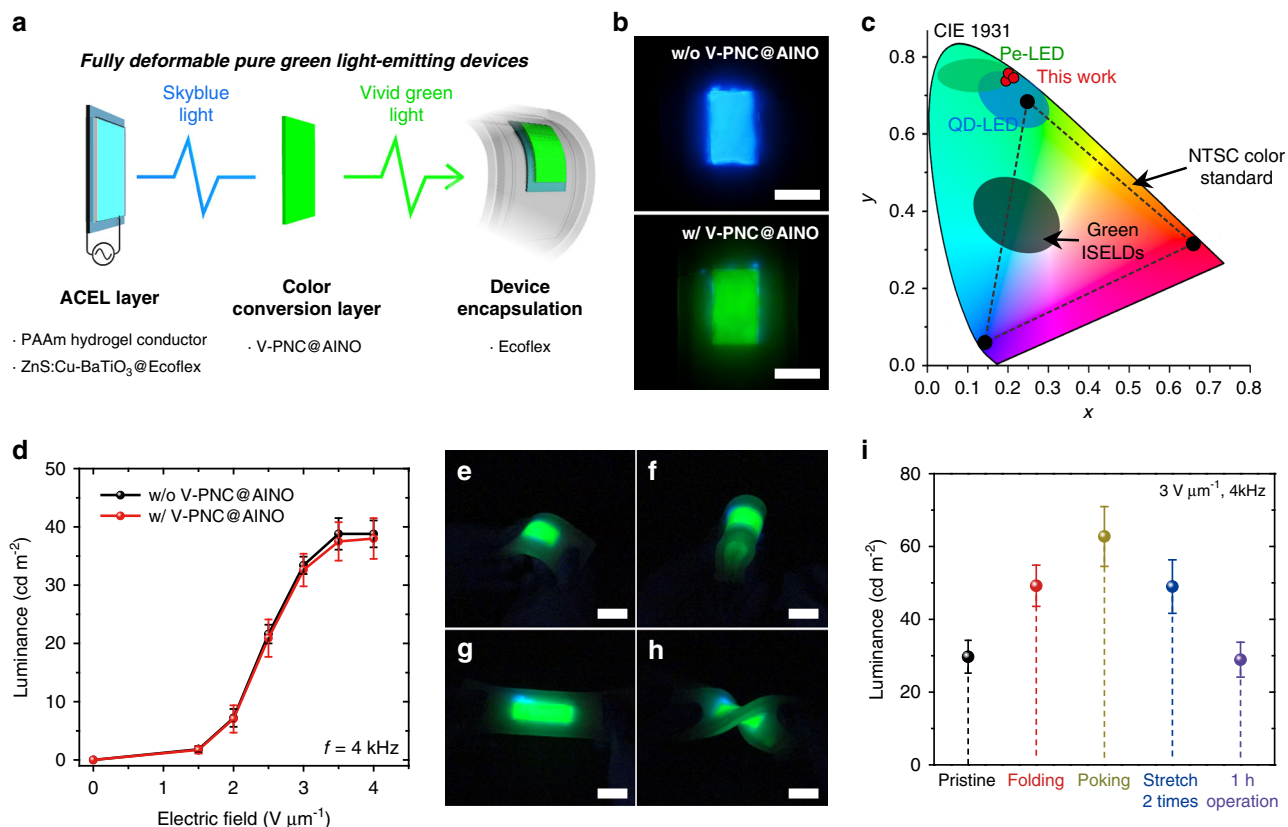 a
Fully deformable pure green light-emitting devices
Skyblue
light
Vivid green
light
ACEL layer
· PAAm hydrogel conductor
· ZnS:Cu-BaTiO₃@Ecoflex
Color
conversion layer
· V-PNC@AlNO
Device
encapsulation
· Ecoflex
b
w/o V-PNC@AlNO
w/ V-PNC@AlNO
c
CIE 1931
Pe-LED
This work
QD-LED
NTSC color
standard
Green
ISELDs
0.8
0.6
0.4
0.2
0.0
y
0.0 0.1 0.2 0.3 0.4 0.5 0.6 0.7 0.8
x
d
w/o V-PNC@AlNO
w/ V-PNC@AlNO
50
40
30
20
10
0
Luminance (cd m⁻²)
f = 4 kHz
0 1 2 3 4
Electric field (V μm⁻¹)
e
f
g
h
i
3 V μm⁻¹, 4kHz
80
60
40
20
0
Luminance (cd m⁻²)
Pristine
Folding
Poking
Stretch
2 times
1 h
operation